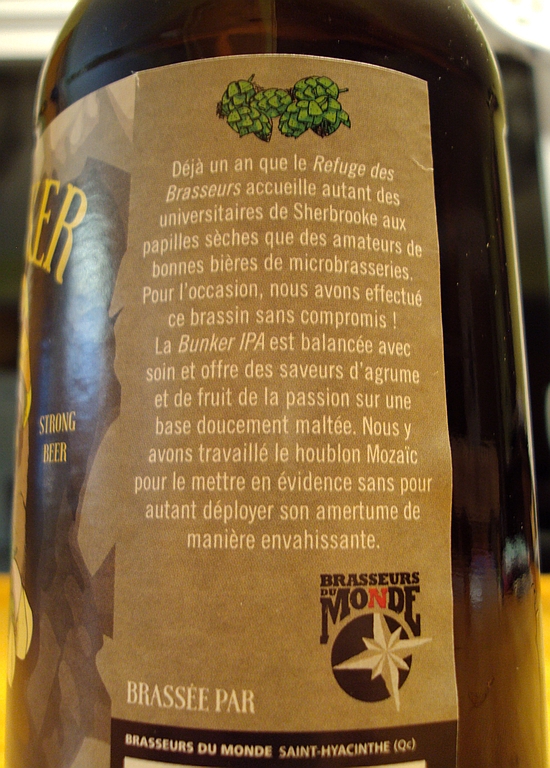 Déjà un an que le Refuge des
Brasseurs accueille autant des
universitaires de Sherbrooke aux
papilles sèches que des amateurs de
bonnes bières de microbrasseries.
Pour l'occasion, nous avons effectué
ce brassin sans compromis !
La Bunker IPA est balancée avec
soin et offre des saveurs d'agrume
et de fruit de la passion sur une
base doucement maltée. Nous y
avons travaillé le houblon Mozaïc
pour le mettre en évidence sans pour
autant déployer son amertume de
manière envahissante.
BRASSEURS
DU MONDE
BRASSÉE PAR
BRASSEURS DU MONDE SAINT-HYACINTHE (Qc)
KER
STRONG
BEER